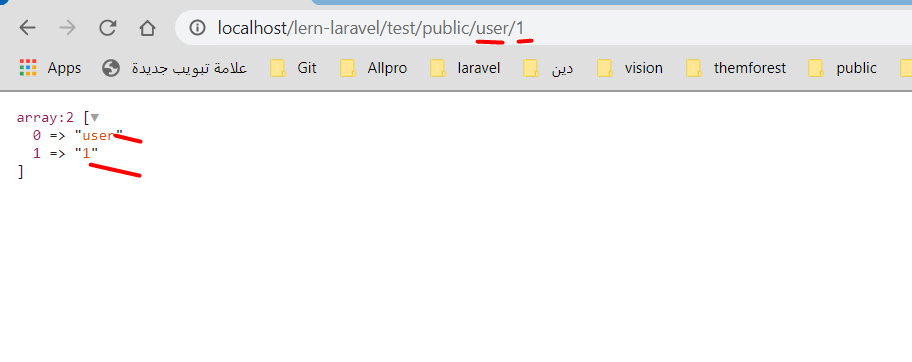 localhost/lern-laravel/test/public/user/1
Apps علامة تبويب جديدة Git Allpro laravel دين vision themforest public
array:2 [▼
  0 => "user"
  1 => "1"
]